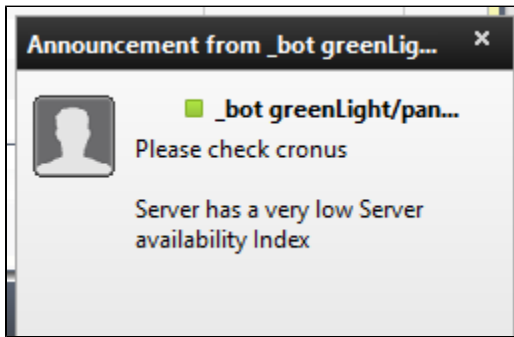 Announcement from _bot greenLig...
_bot greenLight/pan...
Please check cronus
Server has a very low Server
availability Index